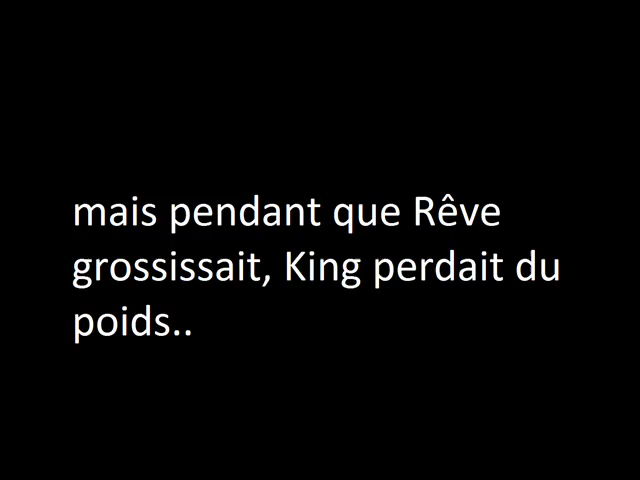 mais pendant que Rêve
grossissait, King perdait du
poids..